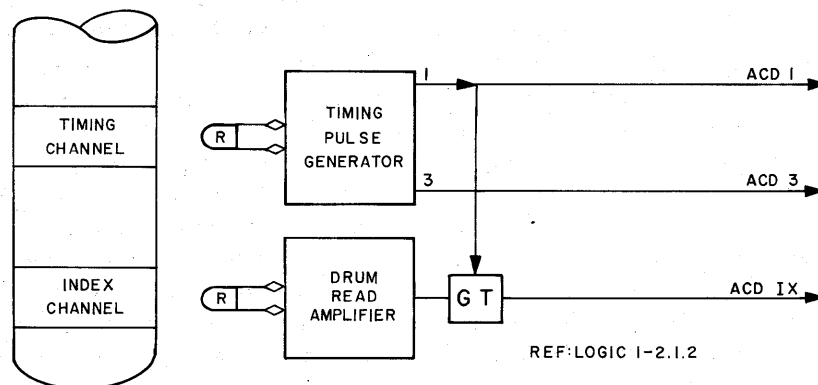 TIMING
CHANNEL
INDEX
CHANNEL
R
TIMING
PULSE
GENERATOR
1
ACD 1
3
ACD 3
R
DRUM
READ
AMPLIFIER
GT
ACD IX
REF: LOGIC 1-2.1.2